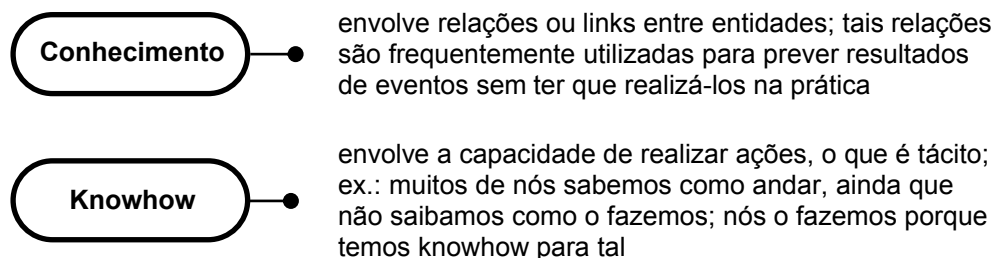 Conhecimento
envolve relações ou links entre entidades; tais relações
são frequentemente utilizadas para prever resultados
de eventos sem ter que realizá-los na prática
Knowhow
envolve a capacidade de realizar ações, o que é tácito;
ex.: muitos de nós sabemos como andar, ainda que
não saibamos como o fazemos; nós o fazemos porque
temos knowhow para tal